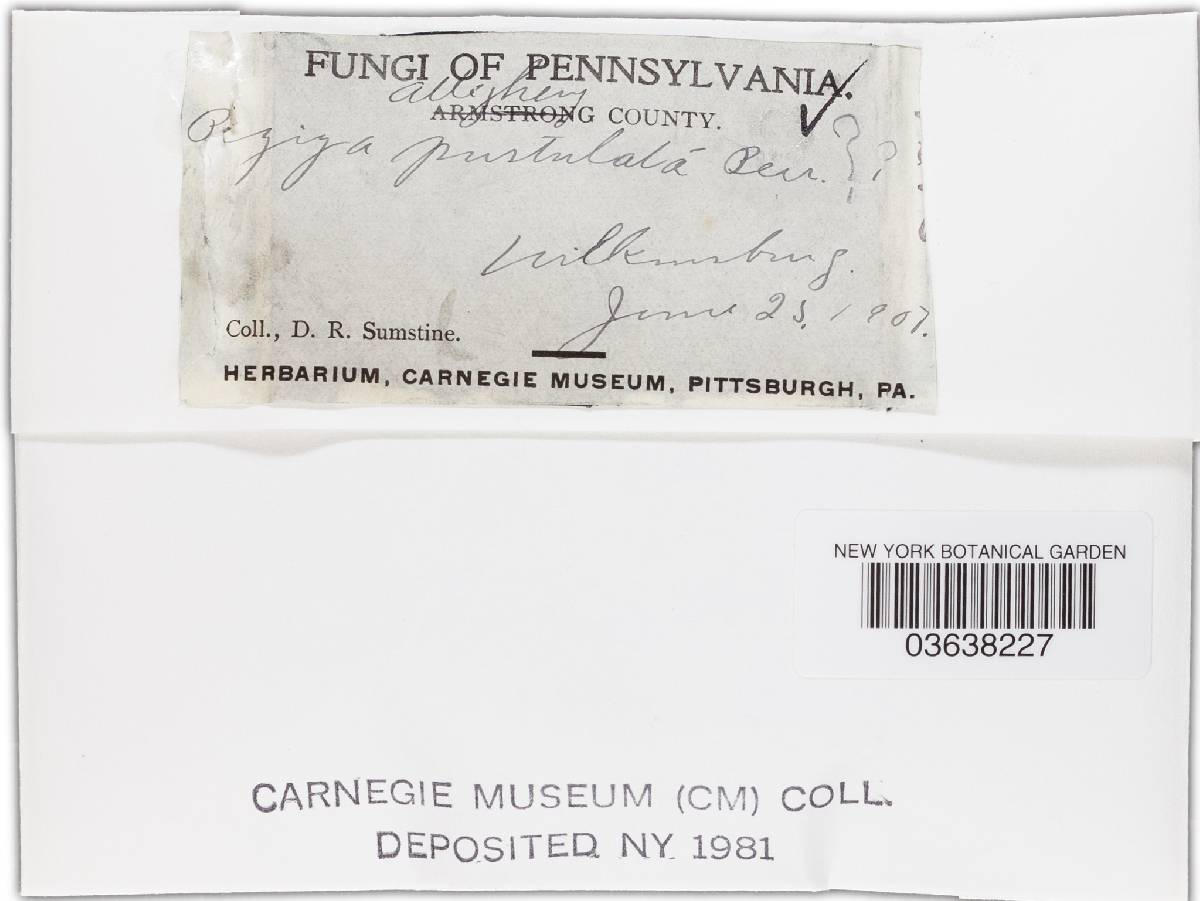 FUNGI OF PENNSYLVANIA.
Allegheny
ARMSTRONG COUNTY.
Peziza pustulata Pers. ?
Wilkinsburg.
June 25, 1907.
Coll., D. R. Sumstine.
HERBARIUM, CARNEGIE MUSEUM, PITTSBURGH, PA.
NEW YORK BOTANICAL GARDEN
03638227
CARNEGIE MUSEUM (CM) COLL.
DEPOSITED NY 1981